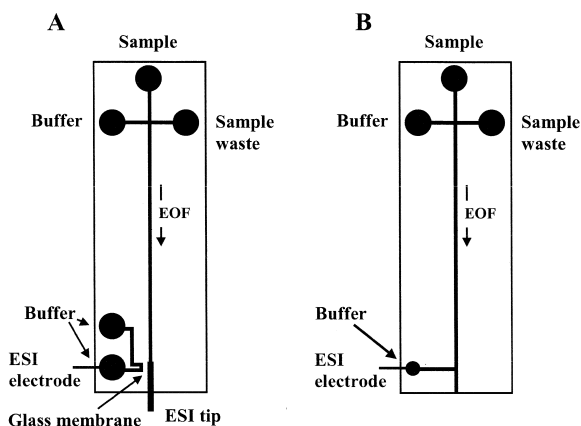 A
Sample
Buffer
Sample
waste
EOF
Buffer
ESI
electrode
Glass membrane
ESI tip
B
Sample
Buffer
Sample
waste
EOF
Buffer
ESI
electrode